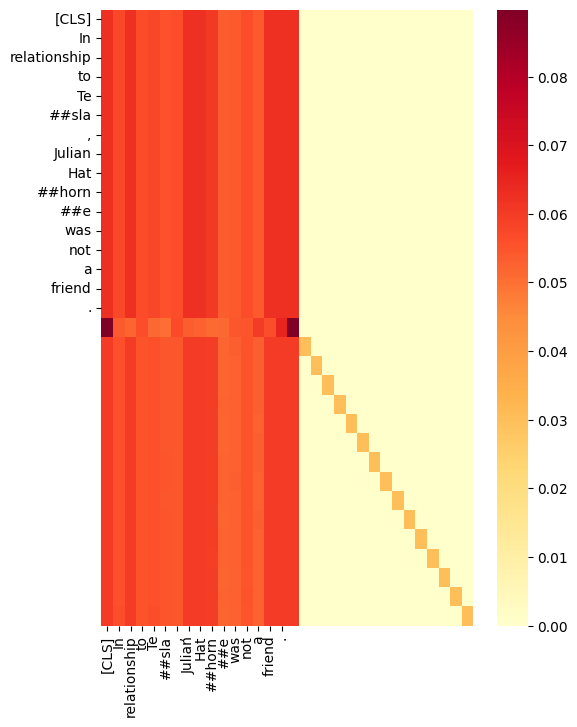 [CLS]
In
relationship
to
Te
##sla
,
Julian
Hat
##horn
##e
was
not
a
friend
.
0.08
0.07
0.06
0.05
0.04
0.03
0.02
0.01
0.00
[CLS]
In
relationship
to
Te
##sla
,
Julian
Hat
##horn
##e
was
not
a
friend
.